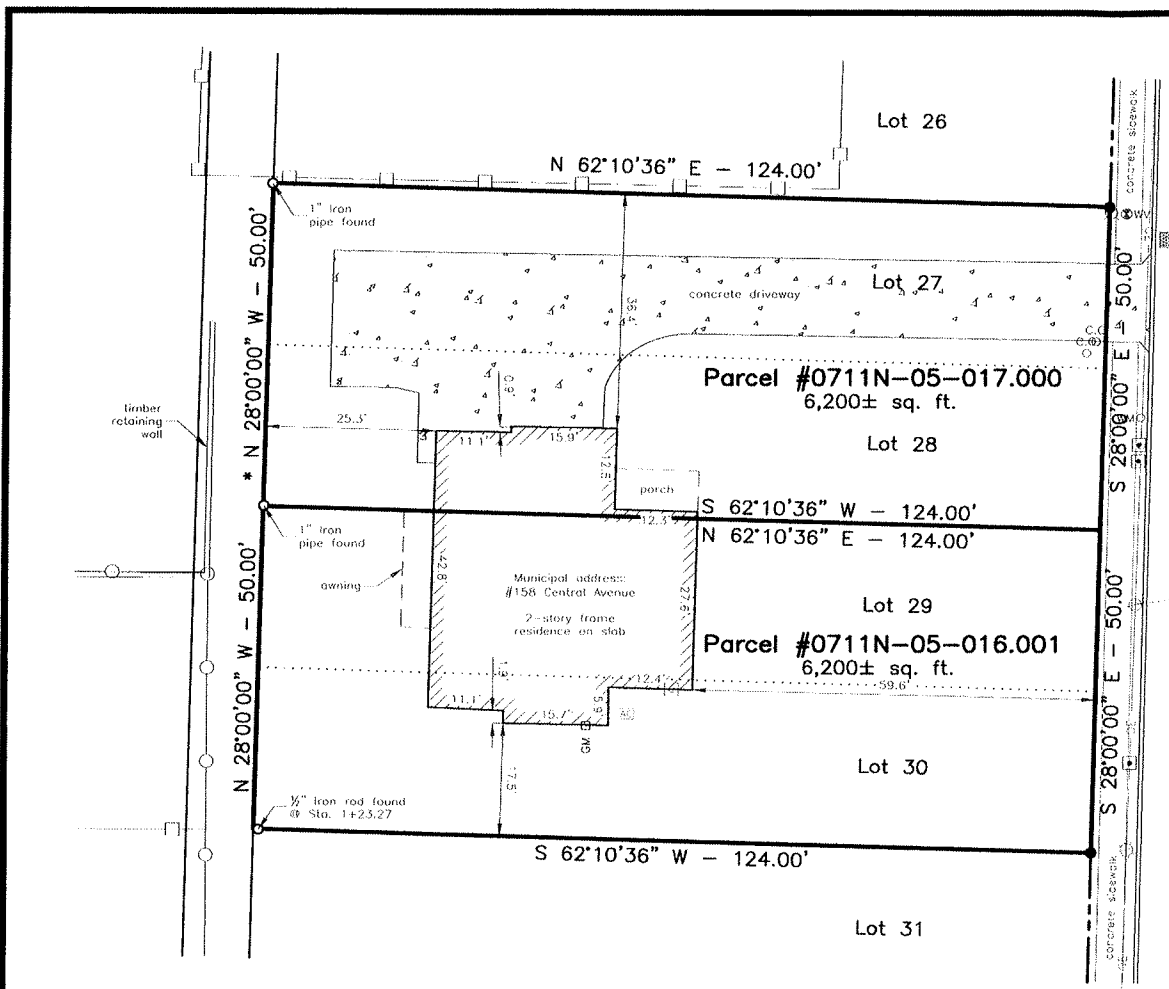 Lot 26
concrete sidewalk
N 62°10'36" E - 124.00'
1" Iron
pipe found
WV
* N 28°00'00" W - 50.00'
S 28°00'00" E - 50.00'
Lot 27
concrete driveway
36.4'
Parcel #0711N-05-017.000
6,200± sq. ft.
0.9'
timber
retaining
wall
25.3'
11.1'
15.9'
Lot 28
12.5'
porch
S 62°10'36" W - 124.00'
12.3'
N 62°10'36" E - 124.00'
1" Iron
pipe found
awning
42.8'
Municipal address:
#158 Central Avenue
2-story frame
residence on slab
27.6'
Lot 29
Parcel #0711N-05-016.001
6,200± sq. ft.
N 28°00'00" W - 50.00'
S 28°00'00" E - 50.00'
12.4'
59.6'
11.1'
15.7'
5.9'
AC
GM
17.5'
Lot 30
½" Iron rod found
@ Sta. 1+23.27
S 62°10'36" W - 124.00'
concrete sidewalk
Lot 31